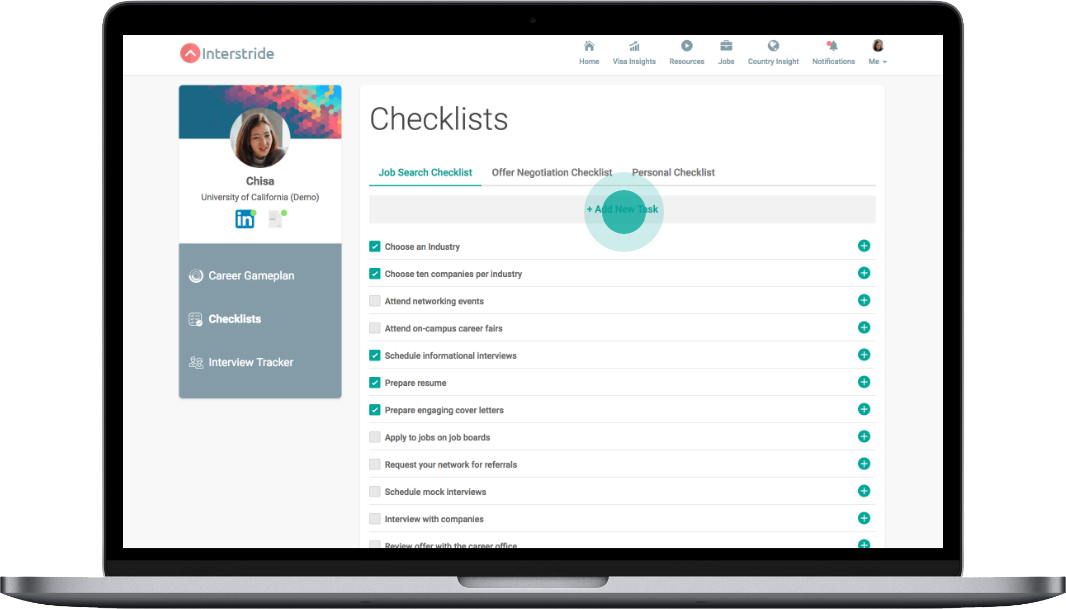 Interstride
Home
Visa Insights
Resources
Jobs
Country Insight
Notifications
Me
Chisa
University of California (Demo)
in
Career Gameplan
Checklists
Interview Tracker
Checklists
Job Search Checklist
Offer Negotiation Checklist
Personal Checklist
+ Add New Task
Choose an Industry
Choose ten companies per industry
Attend networking events
Attend on-campus career fairs
Schedule informational interviews
Prepare resume
Prepare engaging cover letters
Apply to jobs on job boards
Request your network for referrals
Schedule mock interviews
Interview with companies
Review offer with the career office